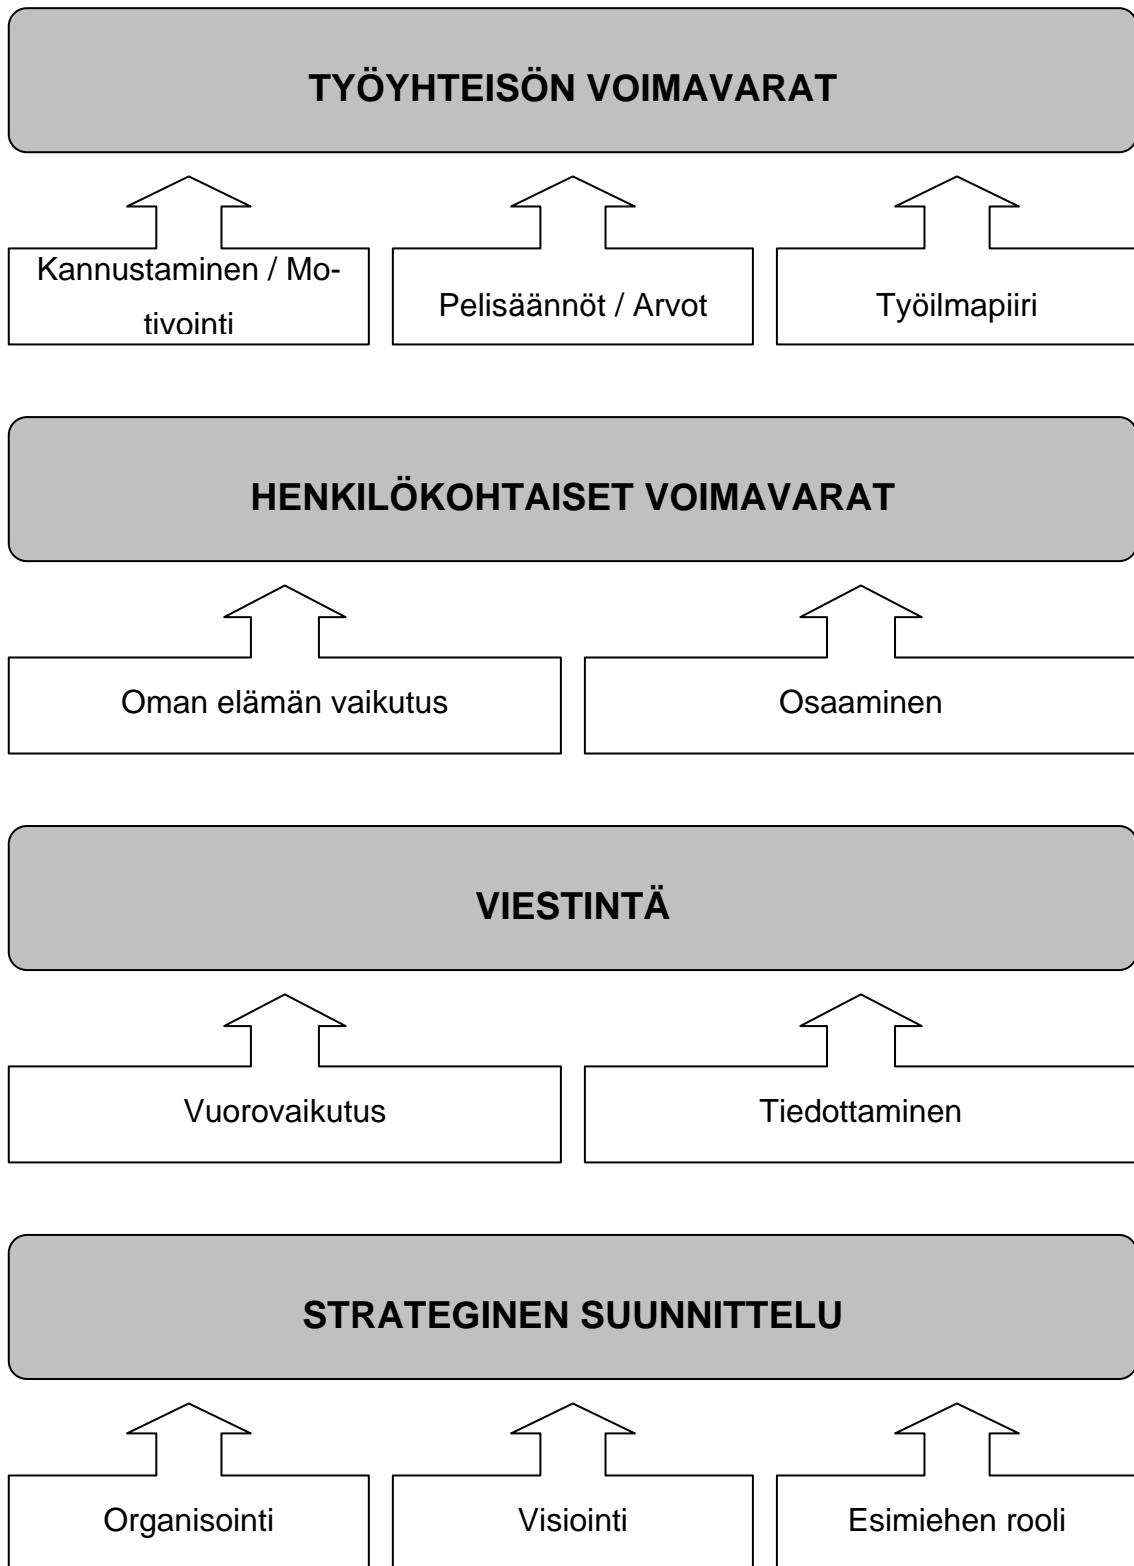 TYÖYHTEISÖN VOIMAVARAT
Kannustaminen / Mo-
tivointi
Pelisäännöt / Arvot
Työilmapiiri
HENKILÖKOHTAISET VOIMAVARAT
Oman elämän vaikutus
Osaaminen
VIESTINTÄ
Vuorovaikutus
Tiedottaminen
STRATEGINEN SUUNNITTELU
Organisointi
Visiointi
Esimiehen rooli